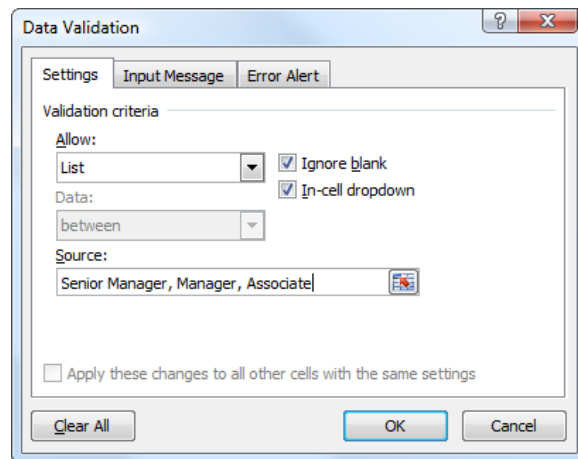 Data Validation
Settings Input Message Error Alert
Validation criteria
Allow:
List
Ignore blank
In-cell dropdown
Data:
between
Source:
Senior Manager, Manager, Associate
Apply these changes to all other cells with the same settings
Clear All OK Cancel